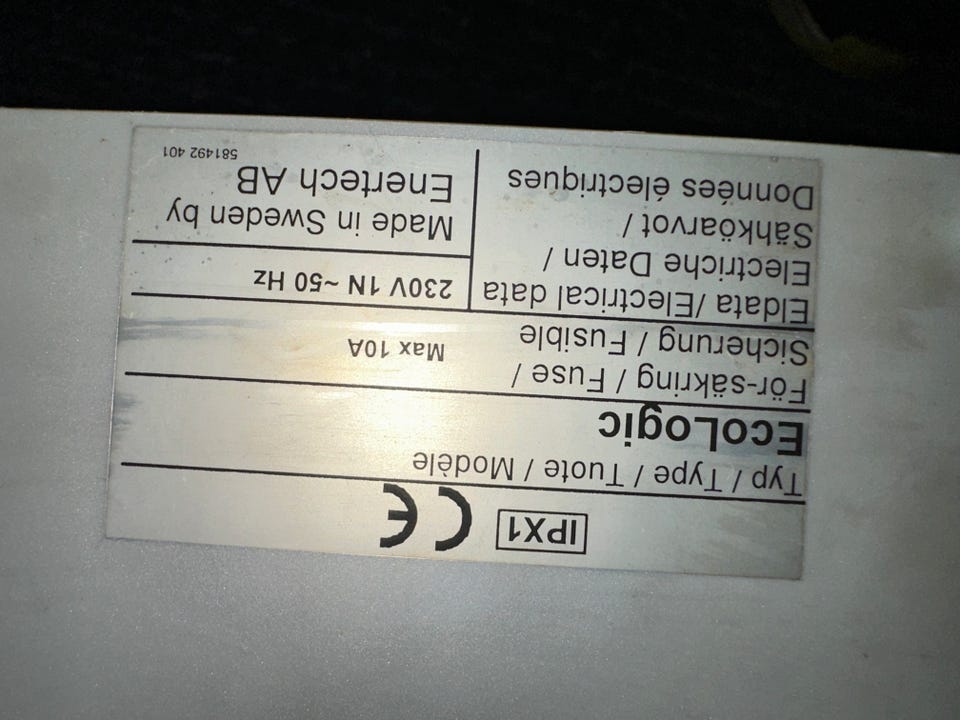 IPX1 CE
Typ / Type / Tuote / Modèle
EcoLogic
För-säkring / Fuse /
Sicherung / Fusible
Max 10A
Eldata / Electrical data
Electriche Daten /
Sähköarvot /
Données électriques
230V 1N ~ 50 Hz
Made in Sweden by
Enertech AB
581492 401